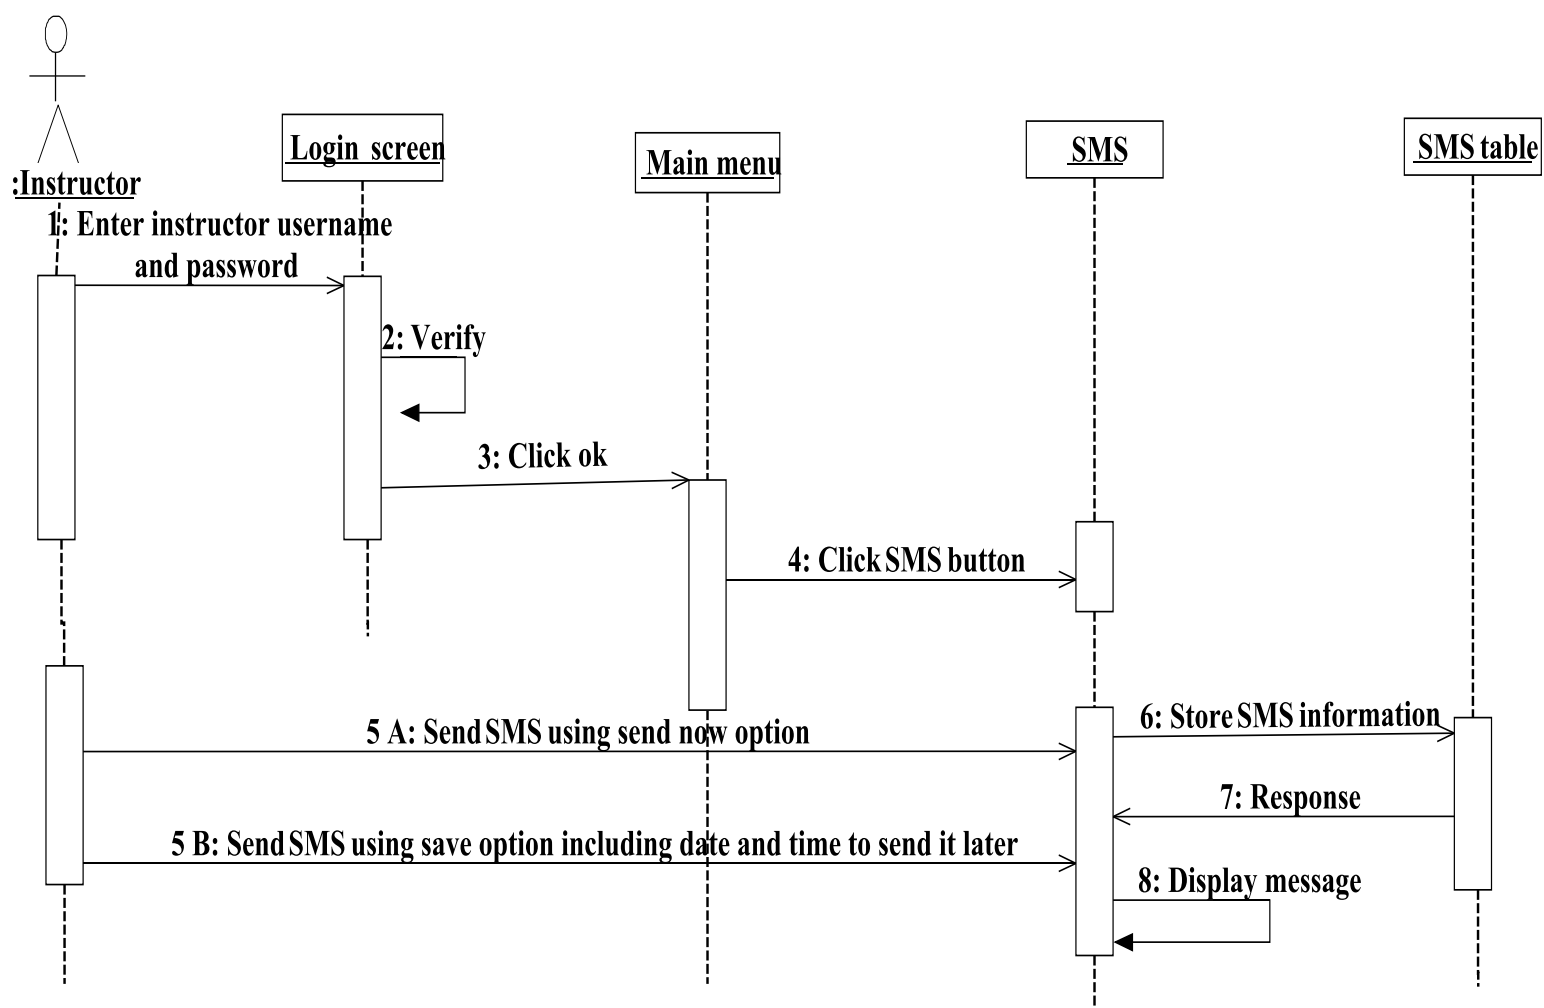 :Instructor
Login screen
Main menu
SMS
SMS table
1: Enter instructor username
and password
2: Verify
3: Click ok
4: Click SMS button
5 A: Send SMS using send now option
6: Store SMS information
7: Response
5 B: Send SMS using save option including date and time to send it later
8: Display message